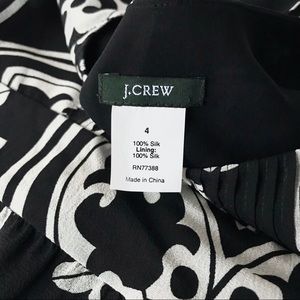 J.CREW
4
100% Silk
Lining:
100% Silk
RN77388
Made in China